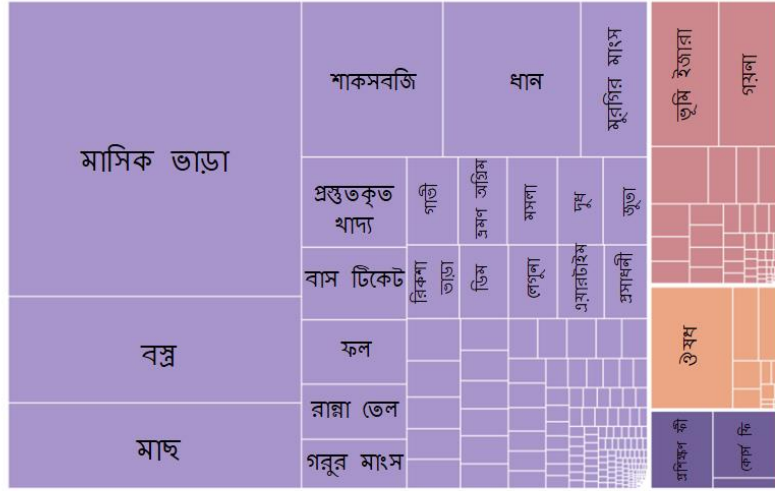 মাসিক ভাড়া
বস্ত্র
মাছ
শাকসবজি
ধান
মুরগির মাংস
প্রস্তুতকৃত
খাদ্য
গাভী
ভ্রমণ অগ্রিম
মসলা
দুধ
জুতা
বাস টিকেট
রিকশা
ভাড়া
ডিম
লেগুনা
এয়ারটাইম
প্রসাধনী
ফল
রান্না তেল
গরুর মাংস
ভূমি ইজারা
গয়না
ঔষধ
প্রশিক্ষণ ফী
কোর্স ফি